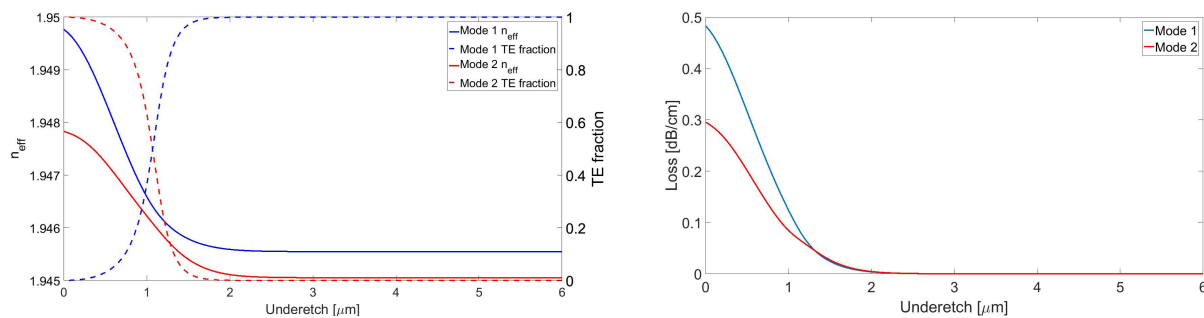 1.95
1.949
1.948
1.947
1.946
1.945
n_eff
0 1 2 3 4 5 6
Underetch [μm]
1
0.8
0.6
0.4
0.2
0
TE fraction
Mode 1 n_eff
Mode 1 TE fraction
Mode 2 n_eff
Mode 2 TE fraction
0.5
0.4
0.3
0.2
0.1
0
Loss [dB/cm]
0 1 2 3 4 5 6
Underetch [μm]
Mode 1
Mode 2